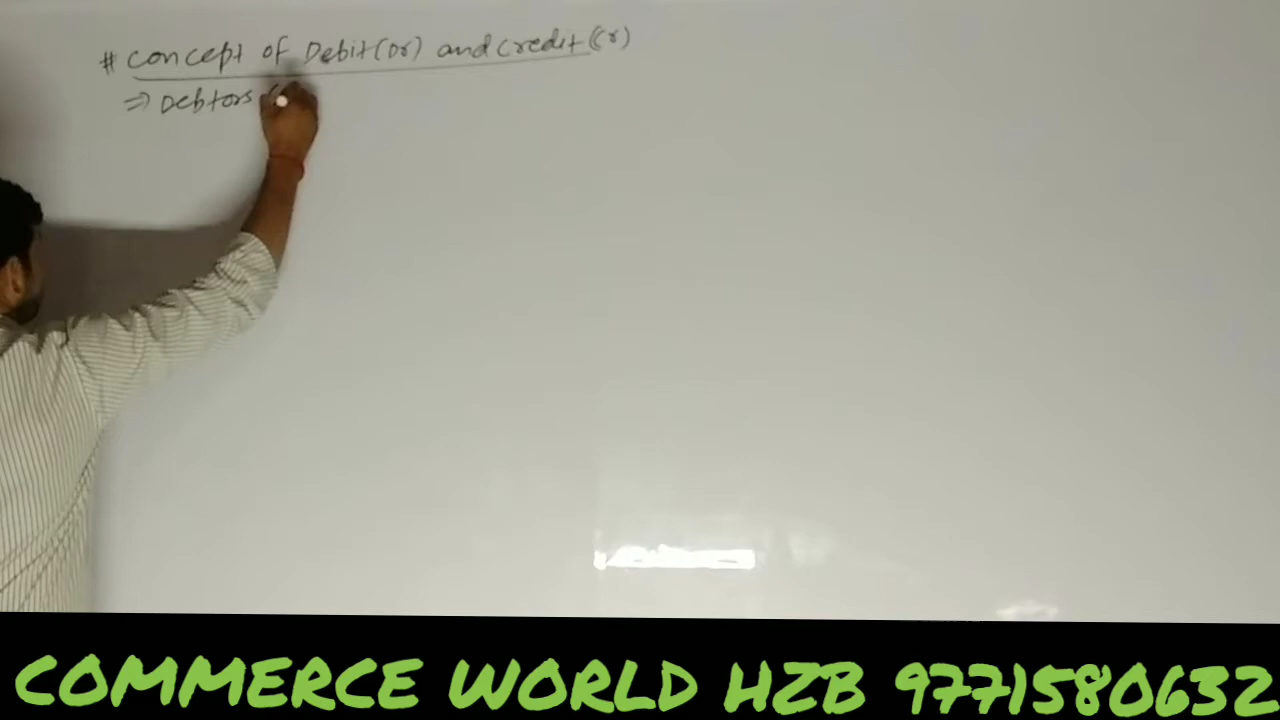 # Concept of Debit(Dr) and Credit(Cr)
⇒ Debtors
COMMERCE WORLD HZB 9771580632